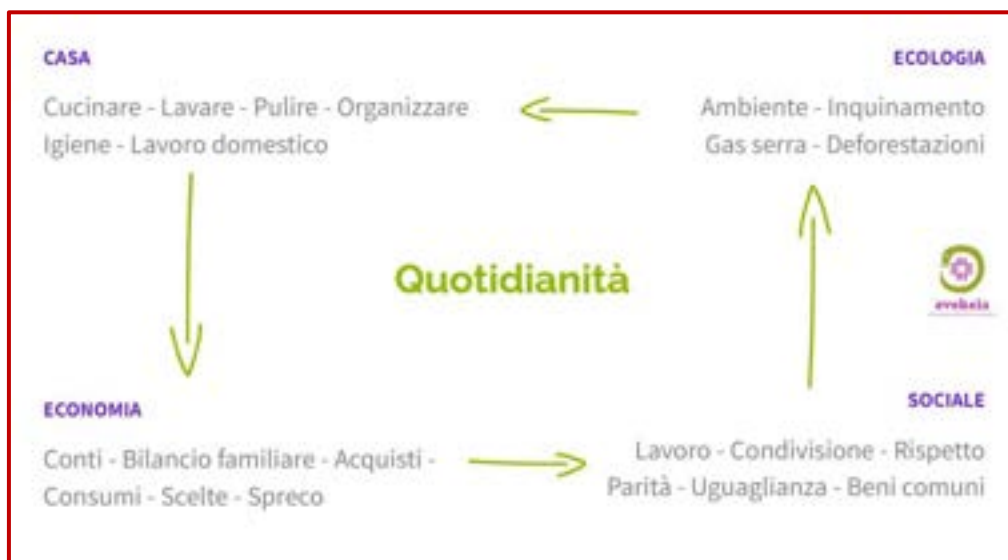 CASA
Cucinare - Lavare - Pulire - Organizzare
Igiene - Lavoro domestico
ECOLOGIA
Ambiente - Inquinamento
Gas serra - Deforestazioni
Quotidianità
ECONOMIA
Conti - Bilancio familiare - Acquisti -
Consumi - Scelte - Spreco
SOCIALE
Lavoro - Condivisione - Rispetto
Parità - Uguaglianza - Beni comuni